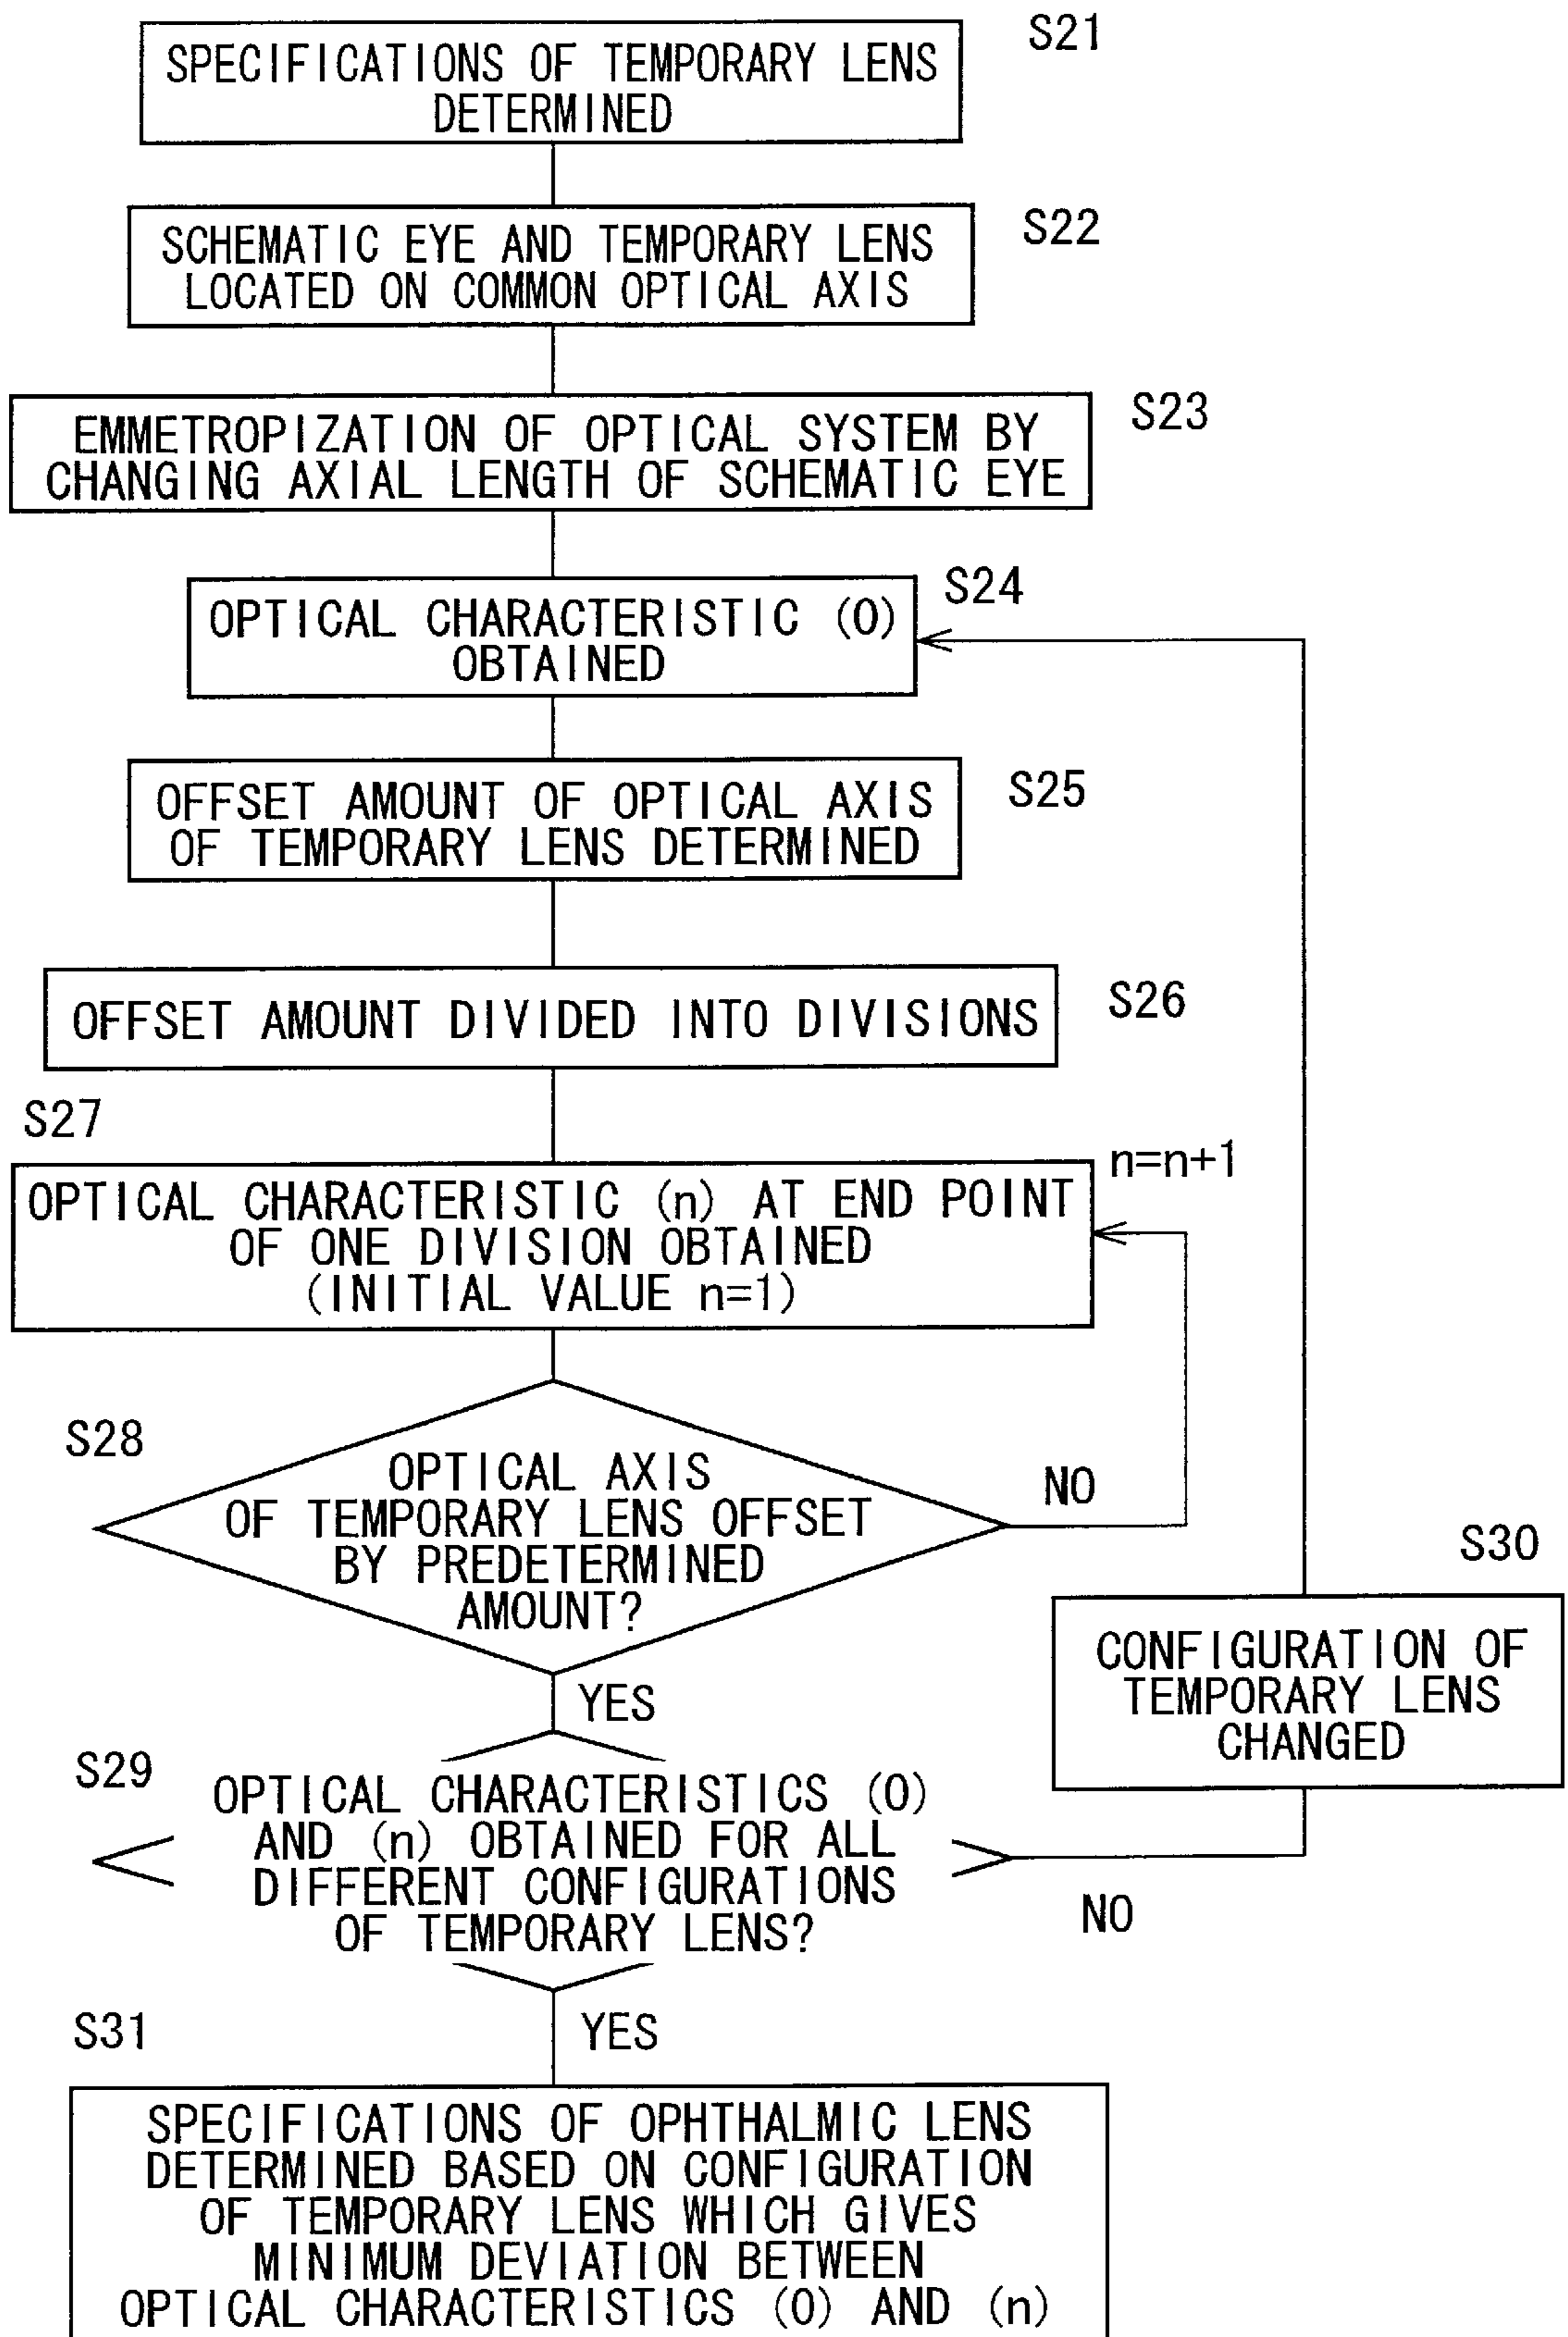 S21
SPECIFICATIONS OF TEMPORARY LENS
DETERMINED
S22
SCHEMATIC EYE AND TEMPORARY LENS
LOCATED ON COMMON OPTICAL AXIS
S23
EMMETROPIZATION OF OPTICAL SYSTEM BY
CHANGING AXIAL LENGTH OF SCHEMATIC EYE
S24
OPTICAL CHARACTERISTIC (0)
OBTAINED
S25
OFFSET AMOUNT OF OPTICAL AXIS
OF TEMPORARY LENS DETERMINED
S26
OFFSET AMOUNT DIVIDED INTO DIVISIONS
S27
n=n+1
OPTICAL CHARACTERISTIC (n) AT END POINT
OF ONE DIVISION OBTAINED
(INITIAL VALUE n=1)
S28
OPTICAL AXIS
OF TEMPORARY LENS OFFSET
BY PREDETERMINED
AMOUNT?
NO
YES
S30
CONFIGURATION OF
TEMPORARY LENS
CHANGED
S29
OPTICAL CHARACTERISTICS (0)
AND (n) OBTAINED FOR ALL
DIFFERENT CONFIGURATIONS
OF TEMPORARY LENS?
NO
YES
S31
SPECIFICATIONS OF OPHTHALMIC LENS
DETERMINED BASED ON CONFIGURATION
OF TEMPORARY LENS WHICH GIVES
MINIMUM DEVIATION BETWEEN
OPTICAL CHARACTERISTICS (0) AND (n)